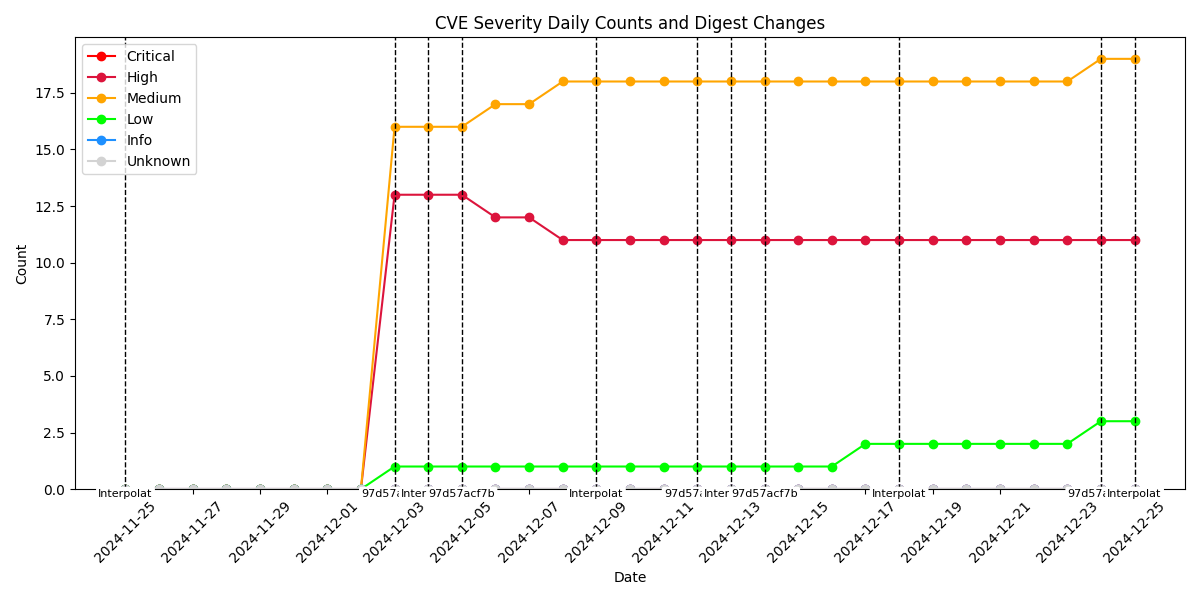 CVE Severity Daily Counts and Digest Changes
Critical
High
Medium
Low
Info
Unknown
Count
17.5
15.0
12.5
10.0
7.5
5.0
2.5
0.0
Interpolat
97d57
Inter
97d57acf7b
Interpolat
97d57
Inter
97d57acf7b
Interpolat
97d57
Interpolat
2024-11-25
2024-11-27
2024-11-29
2024-12-01
2024-12-03
2024-12-05
2024-12-07
2024-12-09
2024-12-11
2024-12-13
2024-12-15
2024-12-17
2024-12-19
2024-12-21
2024-12-23
2024-12-25
Date